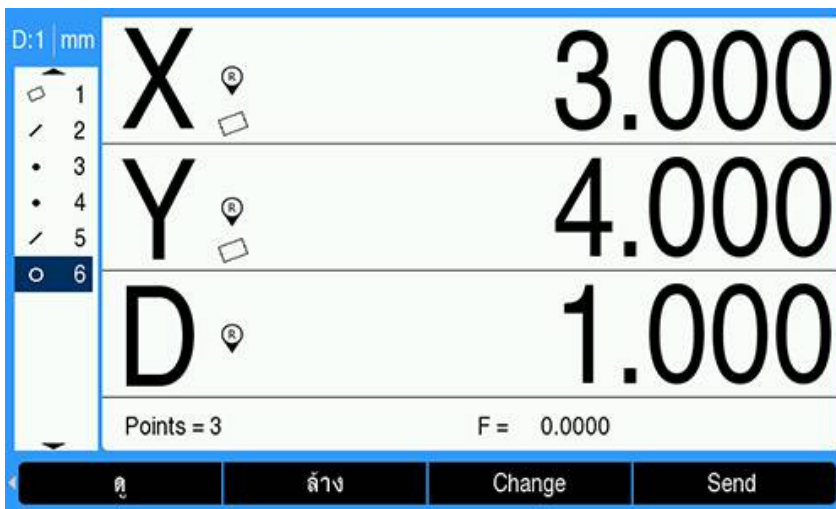 D:1 mm
1
2
3
4
5
6
X R 3.000
Y R 4.000
D R 1.000
Points = 3 F = 0.0000
ดู ล้าง Change Send